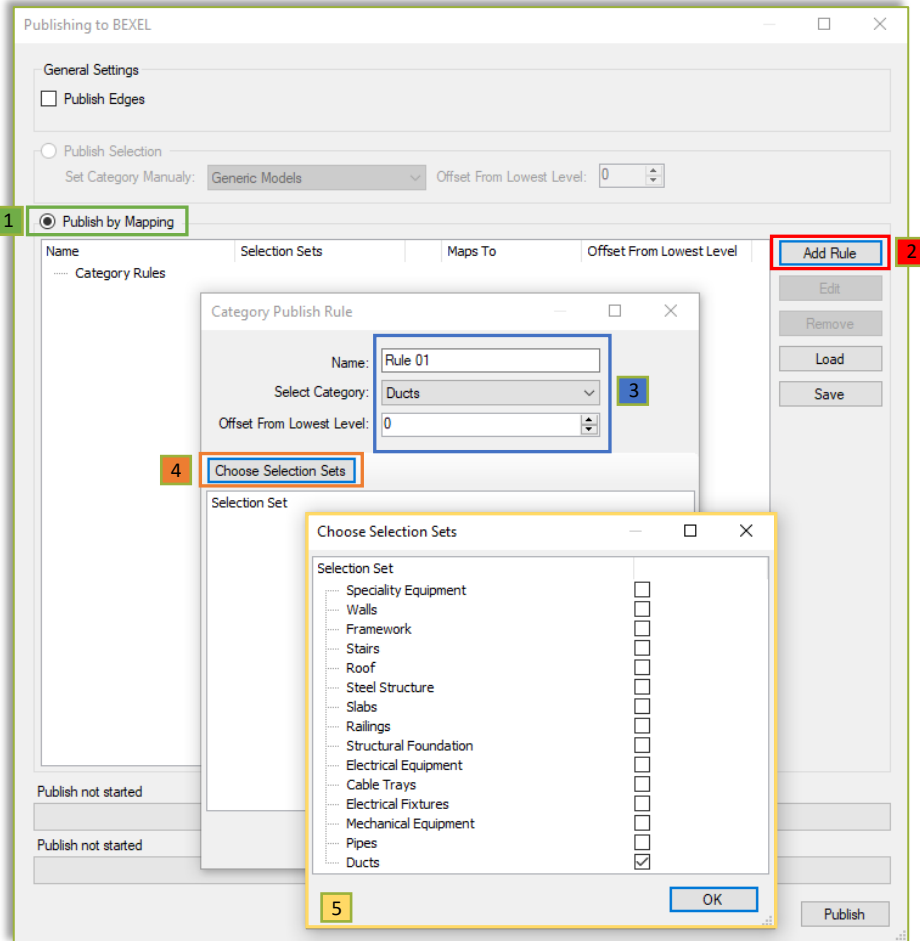 Publishing to BEXEL
General Settings
Publish Edges
Publish Selection
Set Category Manualy: Generic Models Offset From Lowest Level: 0
1 Publish by Mapping
Name Selection Sets Maps To Offset From Lowest Level Add Rule 2
Category Rules
Edit
Category Publish Rule
Remove
Name: Rule 01
Load
Select Category: Ducts 3
Save
Offset From Lowest Level: 0
4 Choose Selection Sets
Selection Set
Choose Selection Sets
Selection Set
Speciality Equipment
Walls
Framework
Stairs
Roof
Steel Structure
Slabs
Railings
Structural Foundation
Electrical Equipment
Cable Trays
Electrical Fixtures
Mechanical Equipment
Pipes
Ducts
5 OK
Publish not started
Publish not started
Publish